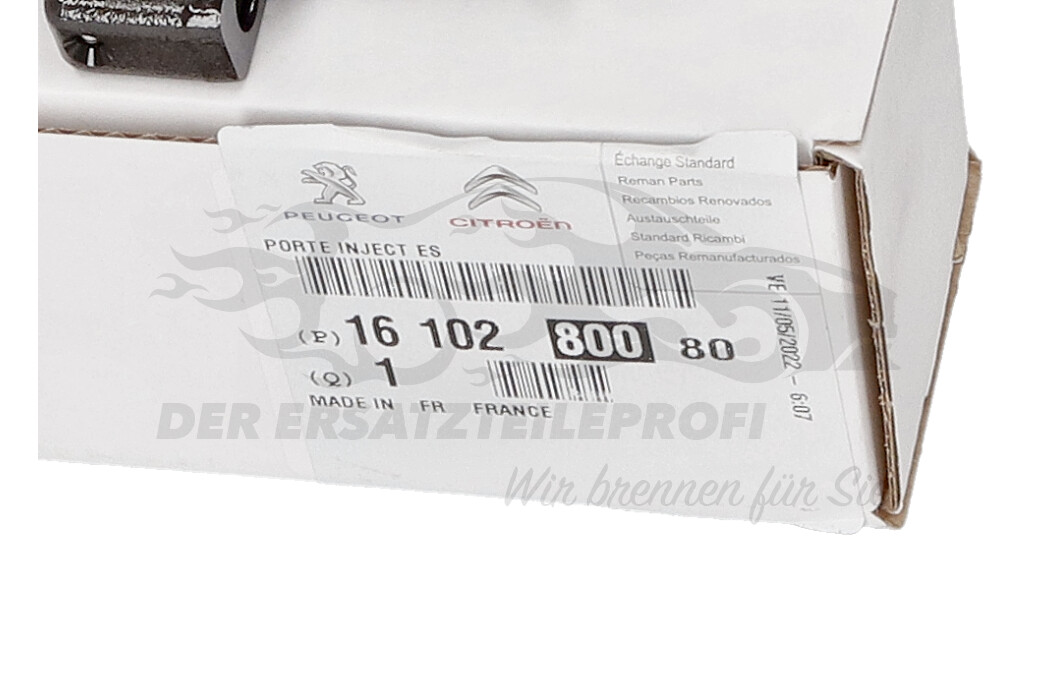 PEUGEOT
CITROËN
Échange Standard
Reman Parts
Recambios Renovados
Austauschteile
Standard Ricambi
Peças Remanufacturados
PORTE INJECT ES
(P) 16 102 800 80
(Q) 1
MADE IN FR FRANCE
VE 11/05/2022 - 6:07
DER ERSATZTEILEPROFI
Wir brennen für Sie